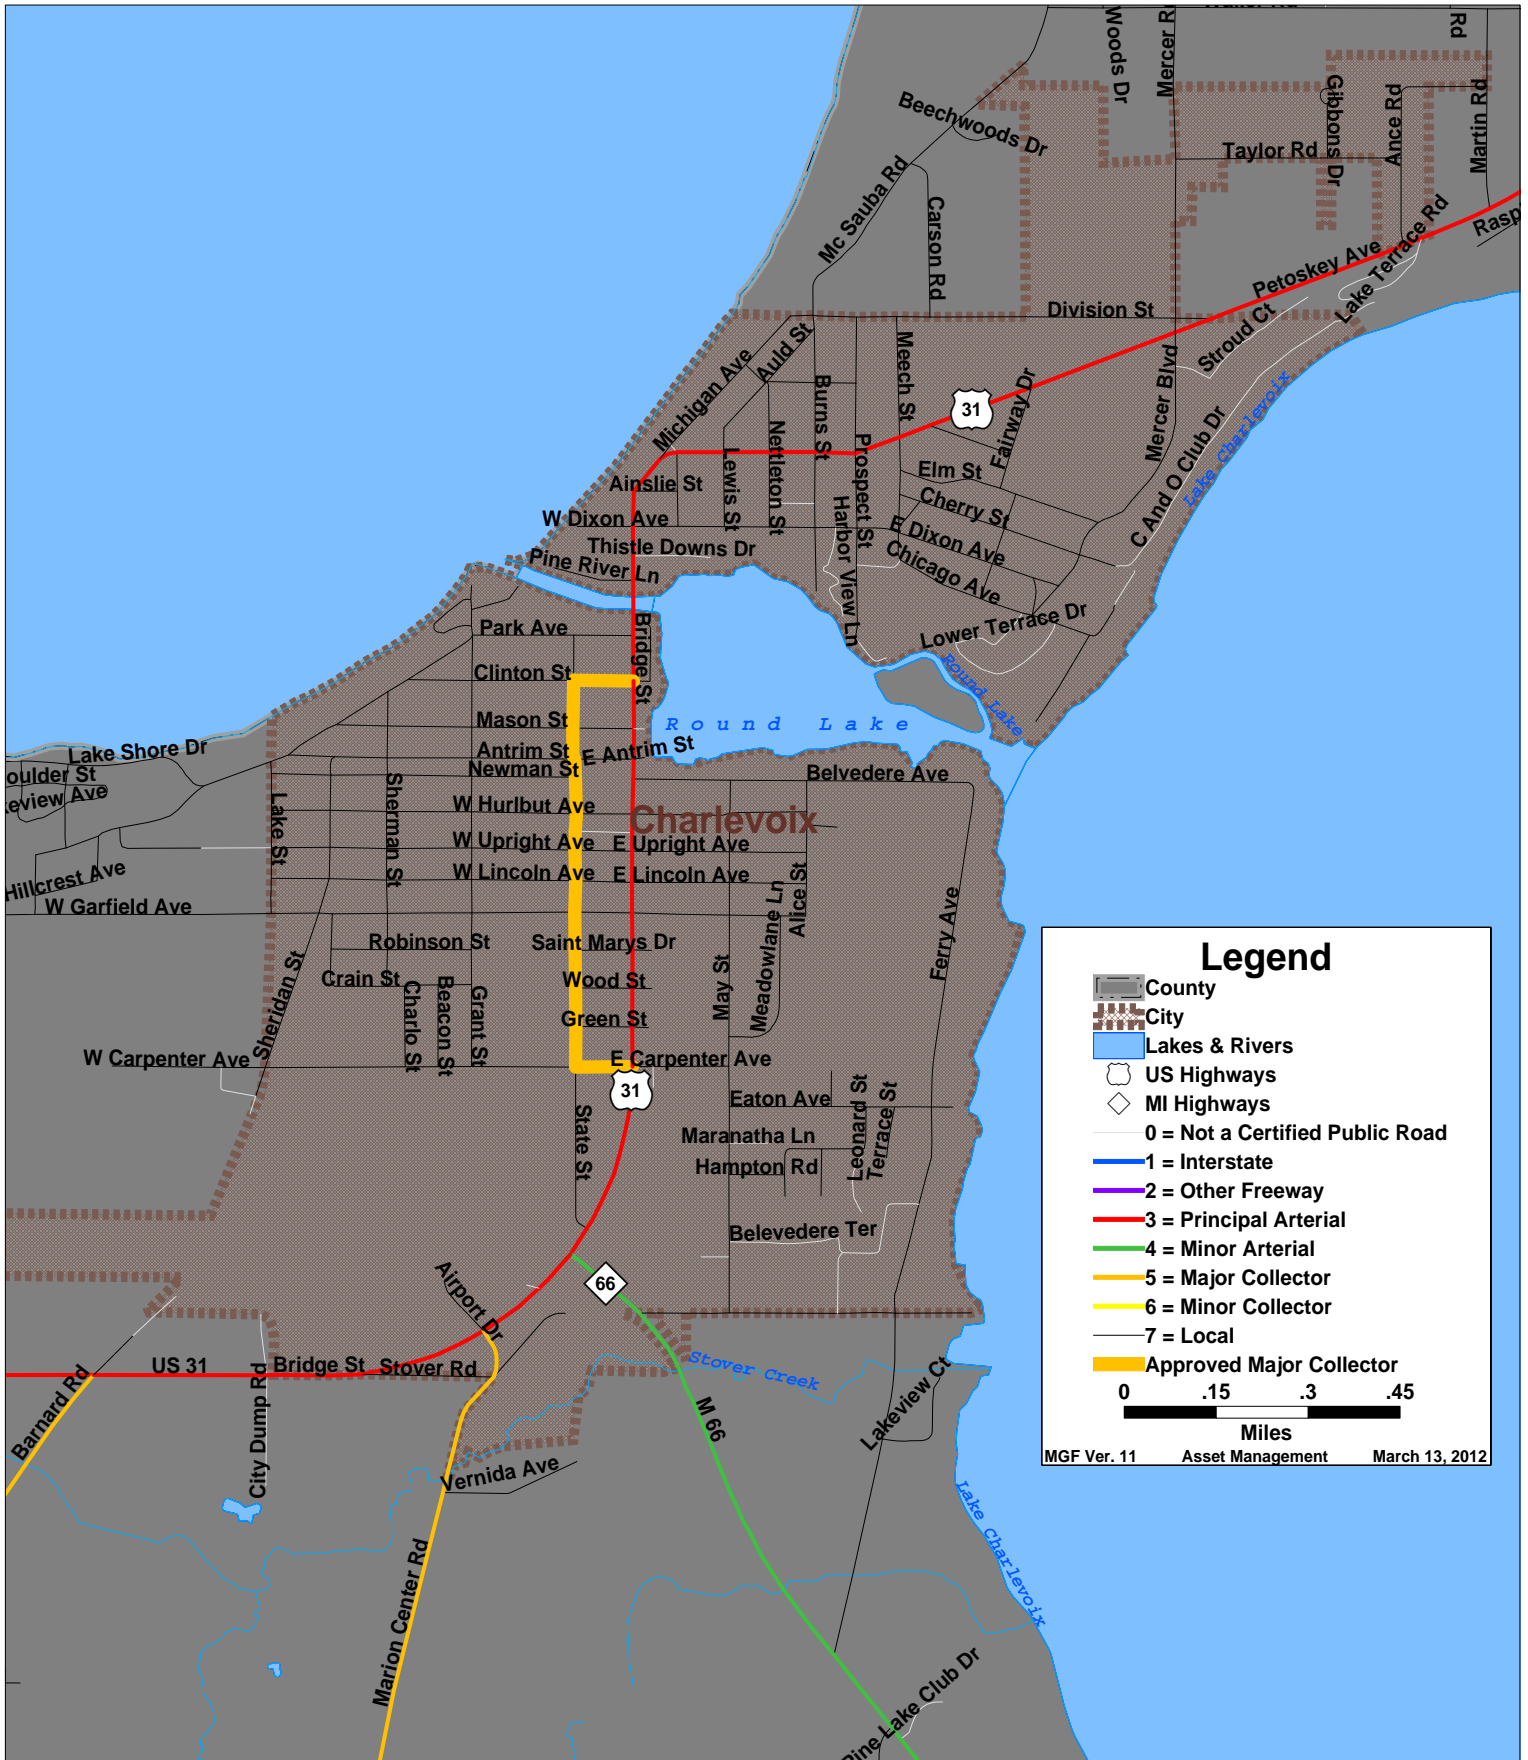 Woods Dr
Mercer R
Rd
Beechwoods Dr
Gibbons Dr
Ance Rd
Martin Rd
Taylor Rd
Mc Sauba Rd
Carson Rd
Petoskey Ave
Lake Terrace Rd
Rasp
Division St
Stroud Ct
Michigan Ave
Auld St
Burns St
Meech St
31
Fairway Dr
Mercer Blvd
C And O Club Dr
Lake Charlevoix
Lewis St
Nettleton St
Prospect St
Elm St
Ainslie St
Cherry St
W Dixon Ave
E Dixon Ave
Thistle Downs Dr
Chicago Ave
Pine River Ln
Harbor View Ln
Lower Terrace Dr
Park Ave
Bridge St
Clinton St
Round Lake
Mason St
Round Lake
Antrim St
E Antrim St
Lake Shore Dr
Newman St
Belvedere Ave
oulder St
eview Ave
Lake St
Sherman St
W Hurlbut Ave
Charlevoix
W Upright Ave
E Upright Ave
W Lincoln Ave
E Lincoln Ave
Hillcrest Ave
W Garfield Ave
Alice St
Meadowlane Ln
Ferry Ave
Robinson St
Saint Marys Dr
Crain St
Wood St
May St
Sheridan St
Charlo St
Beacon St
Grant St
Green St
W Carpenter Ave
E Carpenter Ave
31
State St
Eaton Ave
Leonard St
Terrace St
Maranatha Ln
Hampton Rd
Belevedere Ter
Airport Dr
66
Barnard Rd
US 31
Bridge St
Stover Rd
Stover Creek
City Dump Rd
M 66
Lakeview Ct
Vernida Ave
Lake Charlevoix
Marion Center Rd
Pine Lake Club Dr
Legend
County
City
Lakes & Rivers
US Highways
MI Highways
0 = Not a Certified Public Road
1 = Interstate
2 = Other Freeway
3 = Principal Arterial
4 = Minor Arterial
5 = Major Collector
6 = Minor Collector
7 = Local
Approved Major Collector
0 .15 .3 .45
Miles
MGF Ver. 11 Asset Management March 13, 2012